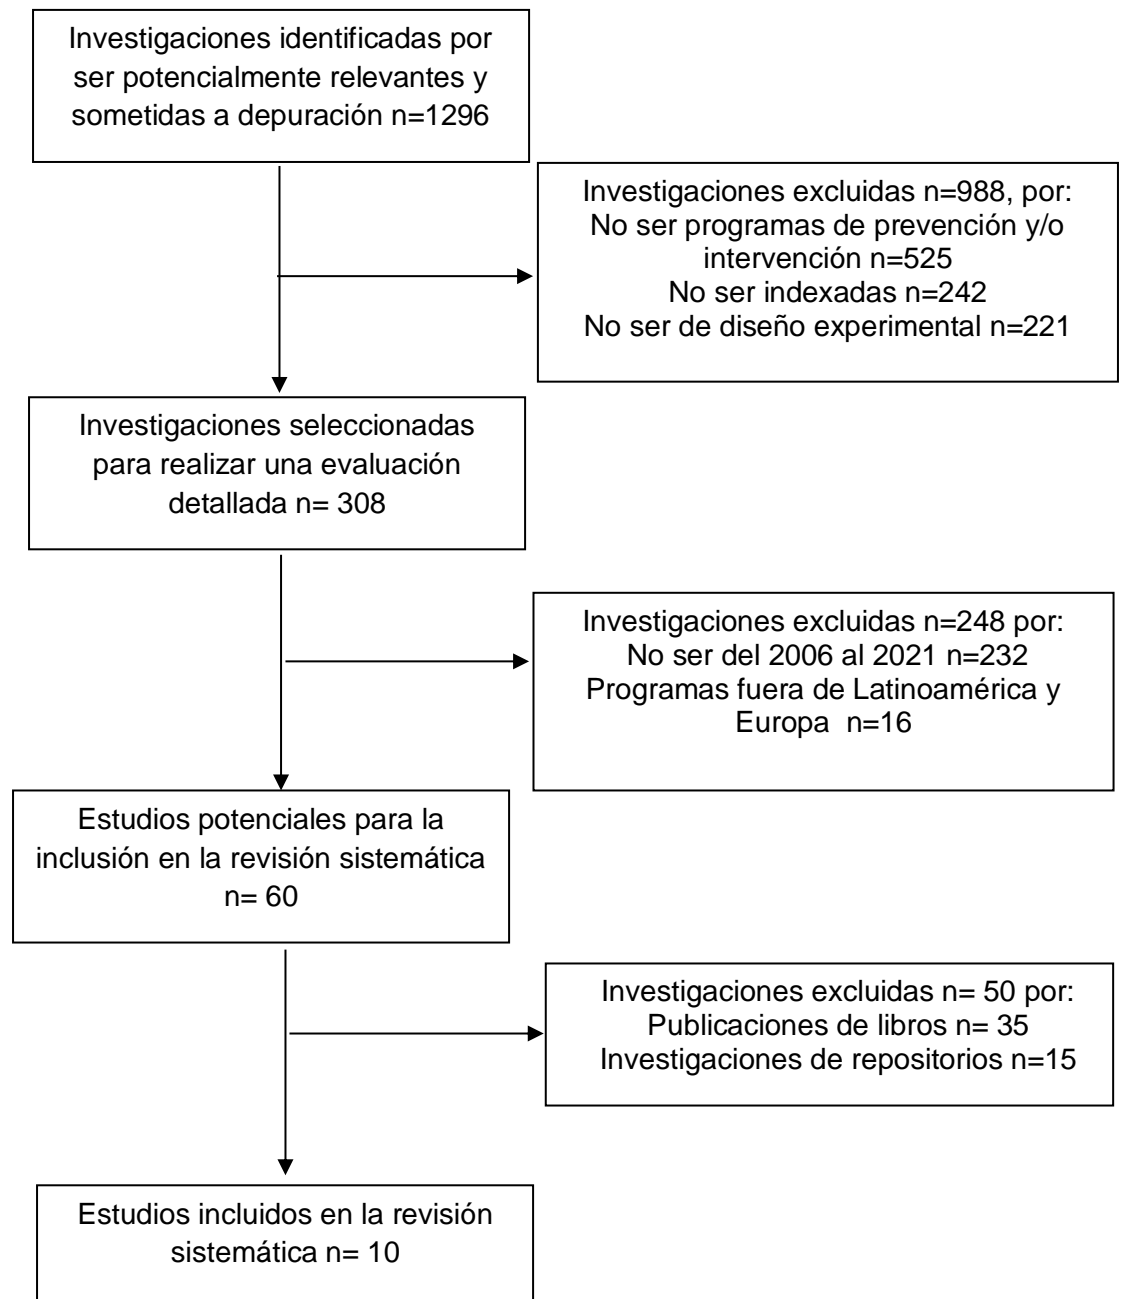 Investigaciones identificadas por
ser potencialmente relevantes y
sometidas a depuración n=1296
Investigaciones excluidas n=988, por:
No ser programas de prevención y/o
intervención n=525
No ser indexadas n=242
No ser de diseño experimental n=221
Investigaciones seleccionadas
para realizar una evaluación
detallada n= 308
Investigaciones excluidas n=248 por:
No ser del 2006 al 2021 n=232
Programas fuera de Latinoamérica y
Europa  n=16
Estudios potenciales para la
inclusión en la revisión sistemática
n= 60
Investigaciones excluidas n= 50 por:
Publicaciones de libros n= 35
Investigaciones de repositorios n=15
Estudios incluidos en la revisión
sistemática n= 10